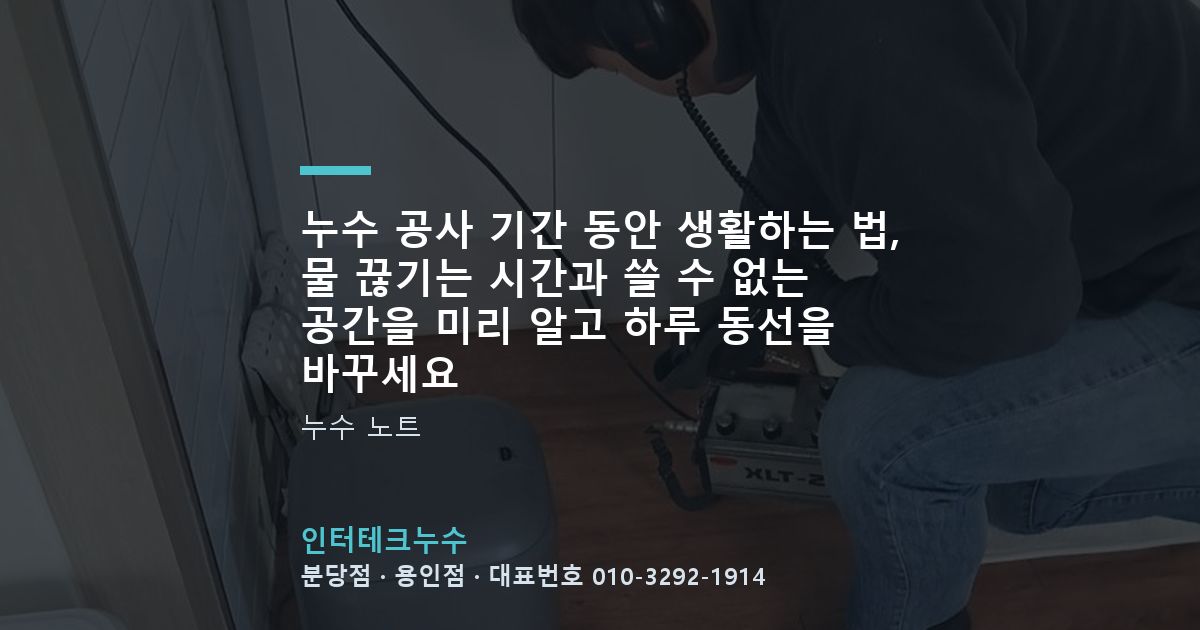 누수 공사 기간 동안 생활하는 법,
물 끊기는 시간과 쓸 수 없는
공간을 미리 알고 하루 동선을
바꾸세요
누수 노트
XLT-2
인터테크누수
분당점 · 용인점 · 대표번호 010-3292-1914